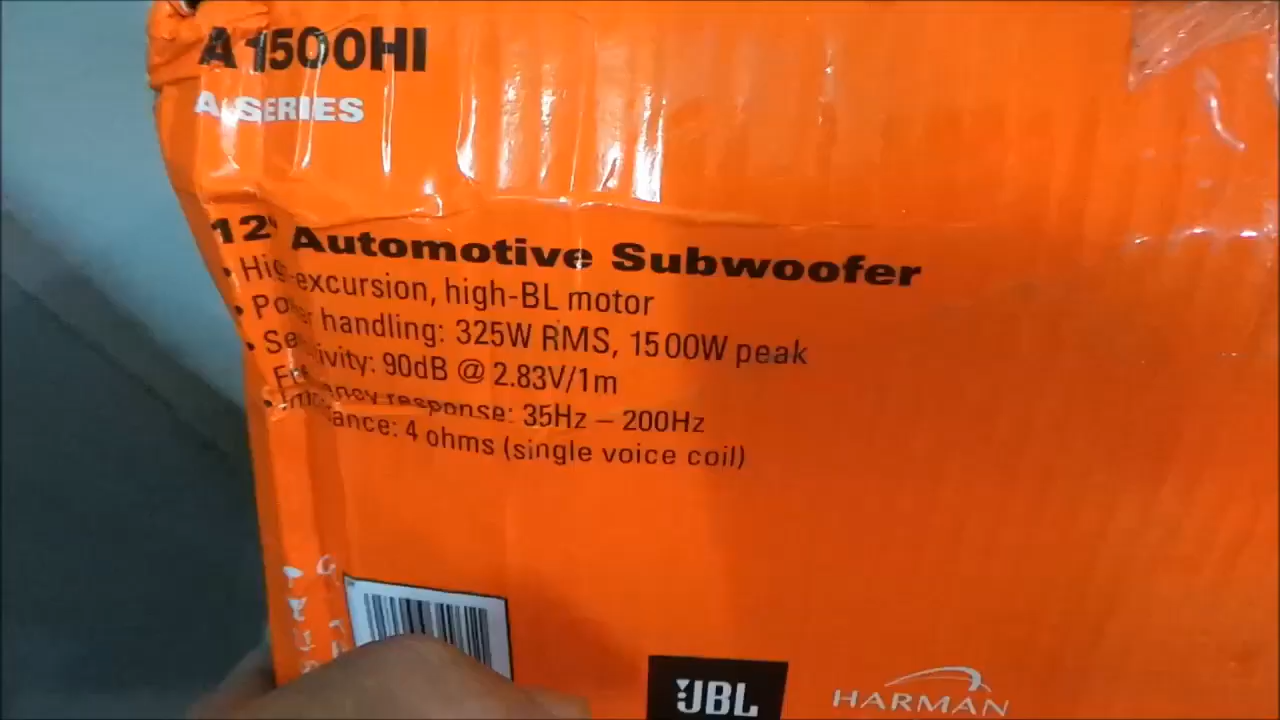 A1500HI
A SERIES
12" Automotive Subwoofer
• High-excursion, high-BL motor
• Power handling: 325W RMS, 1500W peak
• Sensitivity: 90dB @ 2.83V/1m
Frequency response: 35Hz – 200Hz
• Impedance: 4 ohms (single voice coil)
JBL
HARMAN